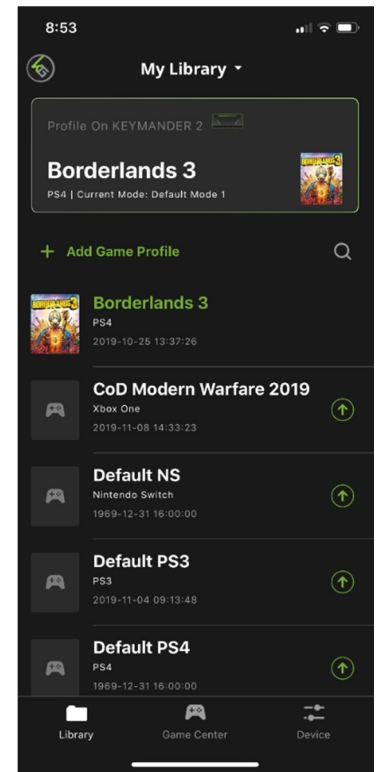 8:53
My Library
Profile On KEYMANDER 2
Borderlands 3
PS4 | Current Mode: Default Mode 1
+ Add Game Profile
Borderlands 3
PS4
2019-10-25 13:37:26
CoD Modern Warfare 2019
Xbox One
2019-11-08 14:33:23
Default NS
Nintendo Switch
1969-12-31 16:00:00
Default PS3
PS3
2019-11-04 09:13:48
Default PS4
PS4
1969-12-31 16:00:00
Library
Game Center
Device